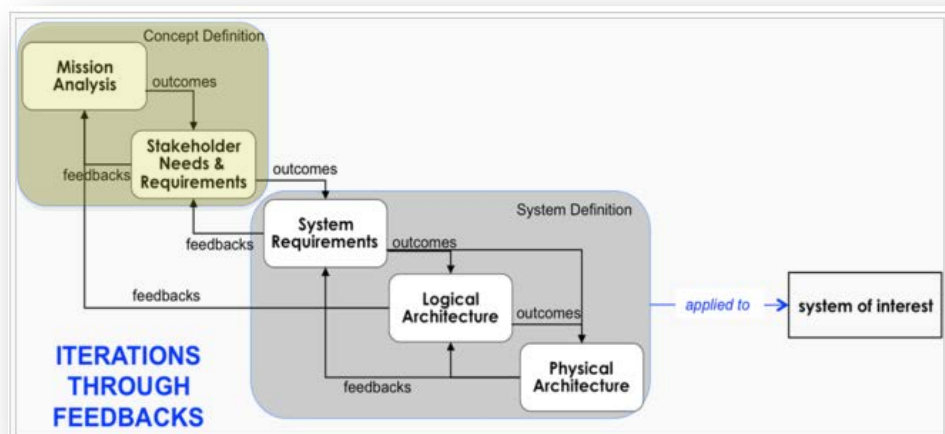 Concept Definition
Mission
Analysis
outcomes
Stakeholder
Needs &
Requirements
feedbacks
outcomes
System Definition
System
Requirements
feedbacks
outcomes
feedbacks
Logical
Architecture
outcomes
applied to
system of interest
Physical
Architecture
feedbacks
ITERATIONS
THROUGH
FEEDBACKS